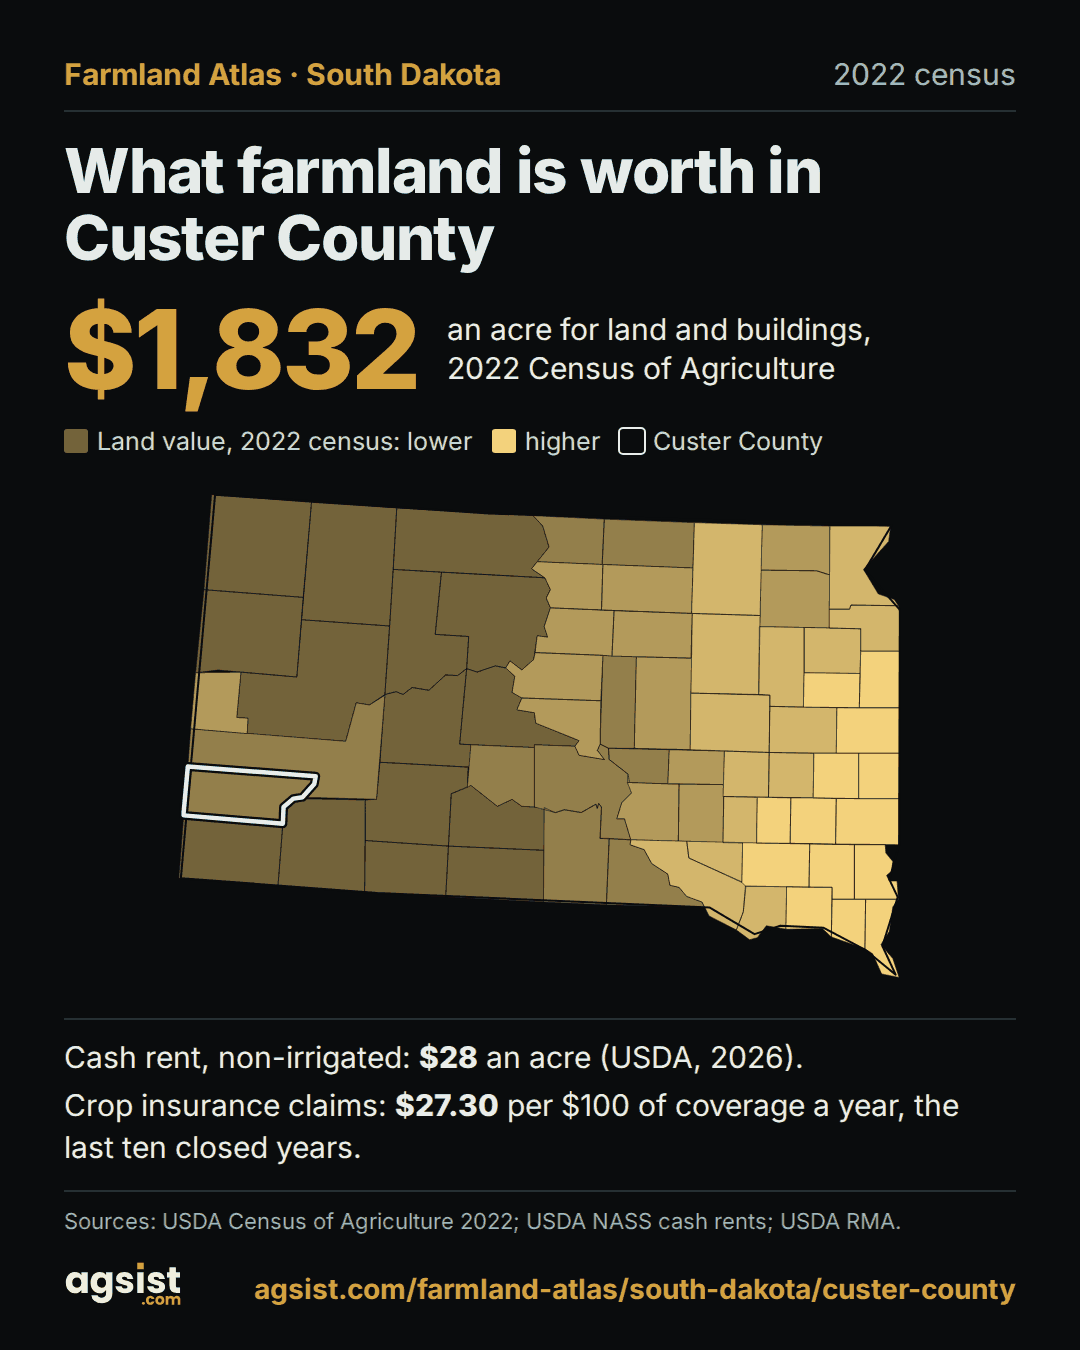 Farmland Atlas · South Dakota
2022 census
What farmland is worth in
Custer County
$1,832
an acre for land and buildings,
2022 Census of Agriculture
Land value, 2022 census: lower
higher
Custer County
Cash rent, non-irrigated: $28 an acre (USDA, 2026).
Crop insurance claims: $27.30 per $100 of coverage a year, the
last ten closed years.
Sources: USDA Census of Agriculture 2022; USDA NASS cash rents; USDA RMA.
agsist
.com
agsist.com/farmland-atlas/south-dakota/custer-county